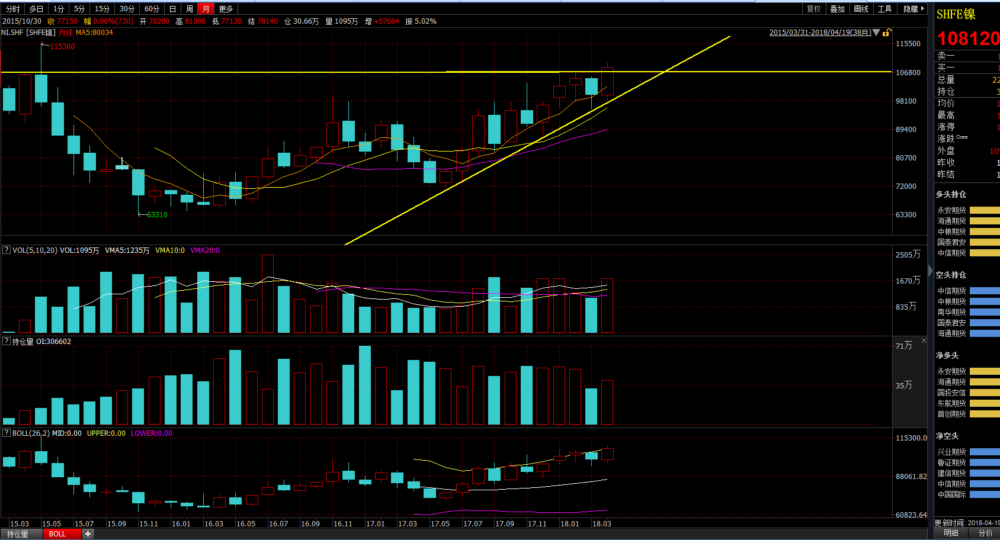 分时 多日 1分 5分 15分 30分 60分 日 周 月 更多 复权 叠加 画线 工具 隐藏
2015/10/30 收 77150 幅 0.96%(730) 开 78200 高 81000 低 77130 结 78140 仓 30.66万 量 1095万 增 +57604 振 5.02%
NI.SHF [SHFE镍] 月线 MA5:80034 2015/03/31-2018/04/19(38月)
115300
63310
115500
106800
98100
89400
80700
72000
63300
? VOL(5,10,20) VOL:1095万 VMA5:1235万 VMA10:0 VMA20:0
2505万
1670万
835万
? 持仓量 OI:306602
71万
35万
? BOLL(26,2) MID:0.00 UPPER:0.00 LOWER:0.00
115300.0
88061.82
60823.64
15.03 15.05 15.07 15.09 15.11 16.01 16.03 16.05 16.07 16.09 16.11 17.01 17.03 17.05 17.07 17.09 17.11 18.01 18.03
持仓量 BOLL
SHFE镍
108120
卖一 1
买一 1
总量 22
持仓 3
均价 1
最高 1
涨停 1
涨跌 Close
外盘 109
昨收 1
昨结 1
多头持仓
永安期货
海通期货
中粮期货
国泰君安
中信期货
空头持仓
中信期货
中粮期货
南华期货
国泰君安
海通期货
净多头
永安期货
海通期货
国投安信
东航期货
首创期货
净空头
兴业期货
鲁证期货
建信期货
中信期货
中国国际
更新时间: 2018-04-19
明细 分价